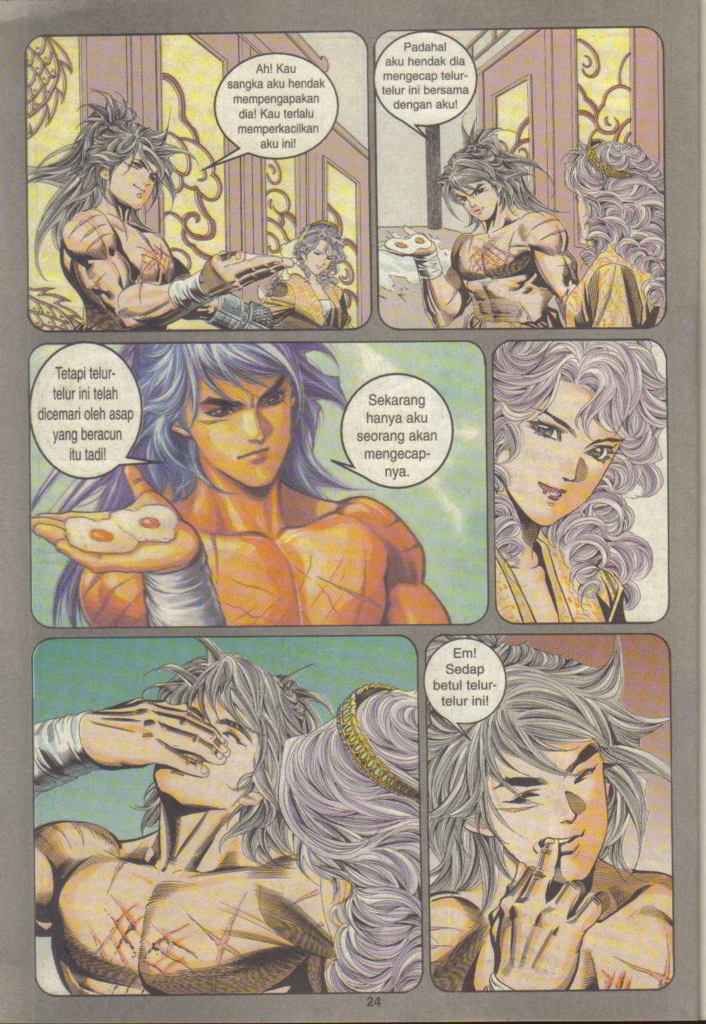 Ah! Kau
sangka aku hendak
mempengapakan
dia! Kau terlalu
memperkacilkan
aku ini!
Padahal
aku hendak dia
mengecap telur-
telur ini bersama
dengan aku!
Tetapi telur-
telur ini telah
dicemari oleh asap
yang beracun
itu tadi!
Sekarang
hanya aku
seorang akan
mengecap-
nya.
Em!
Sedap
betul telur-
telur ini!
24